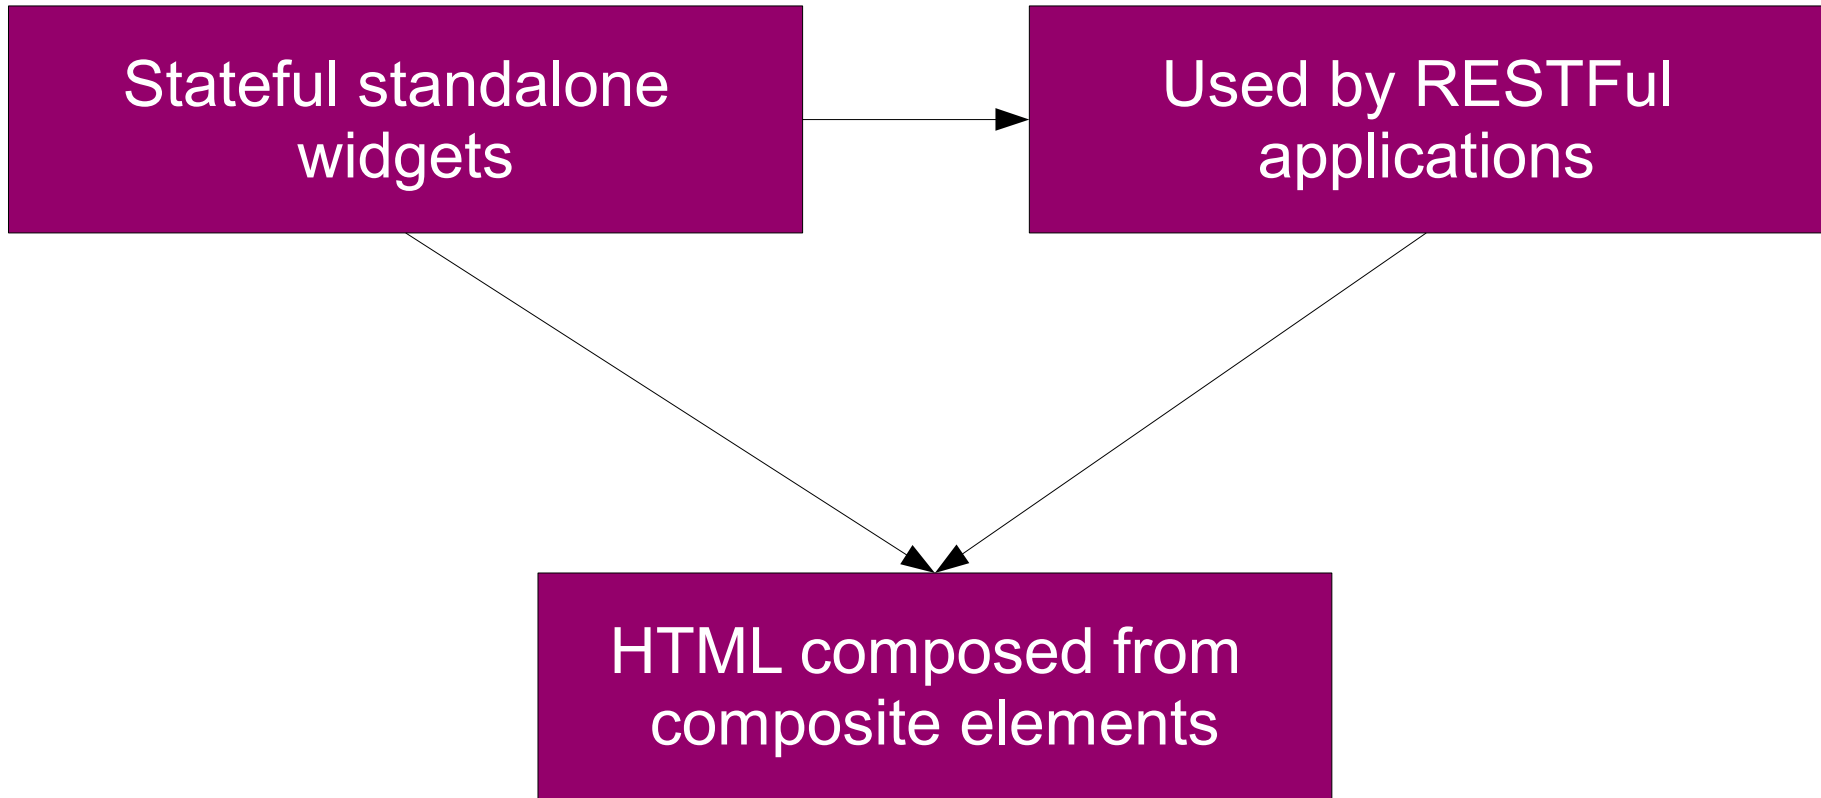 Stateful standalone
widgets
Used by RESTFul
applications
HTML composed from
composite elements